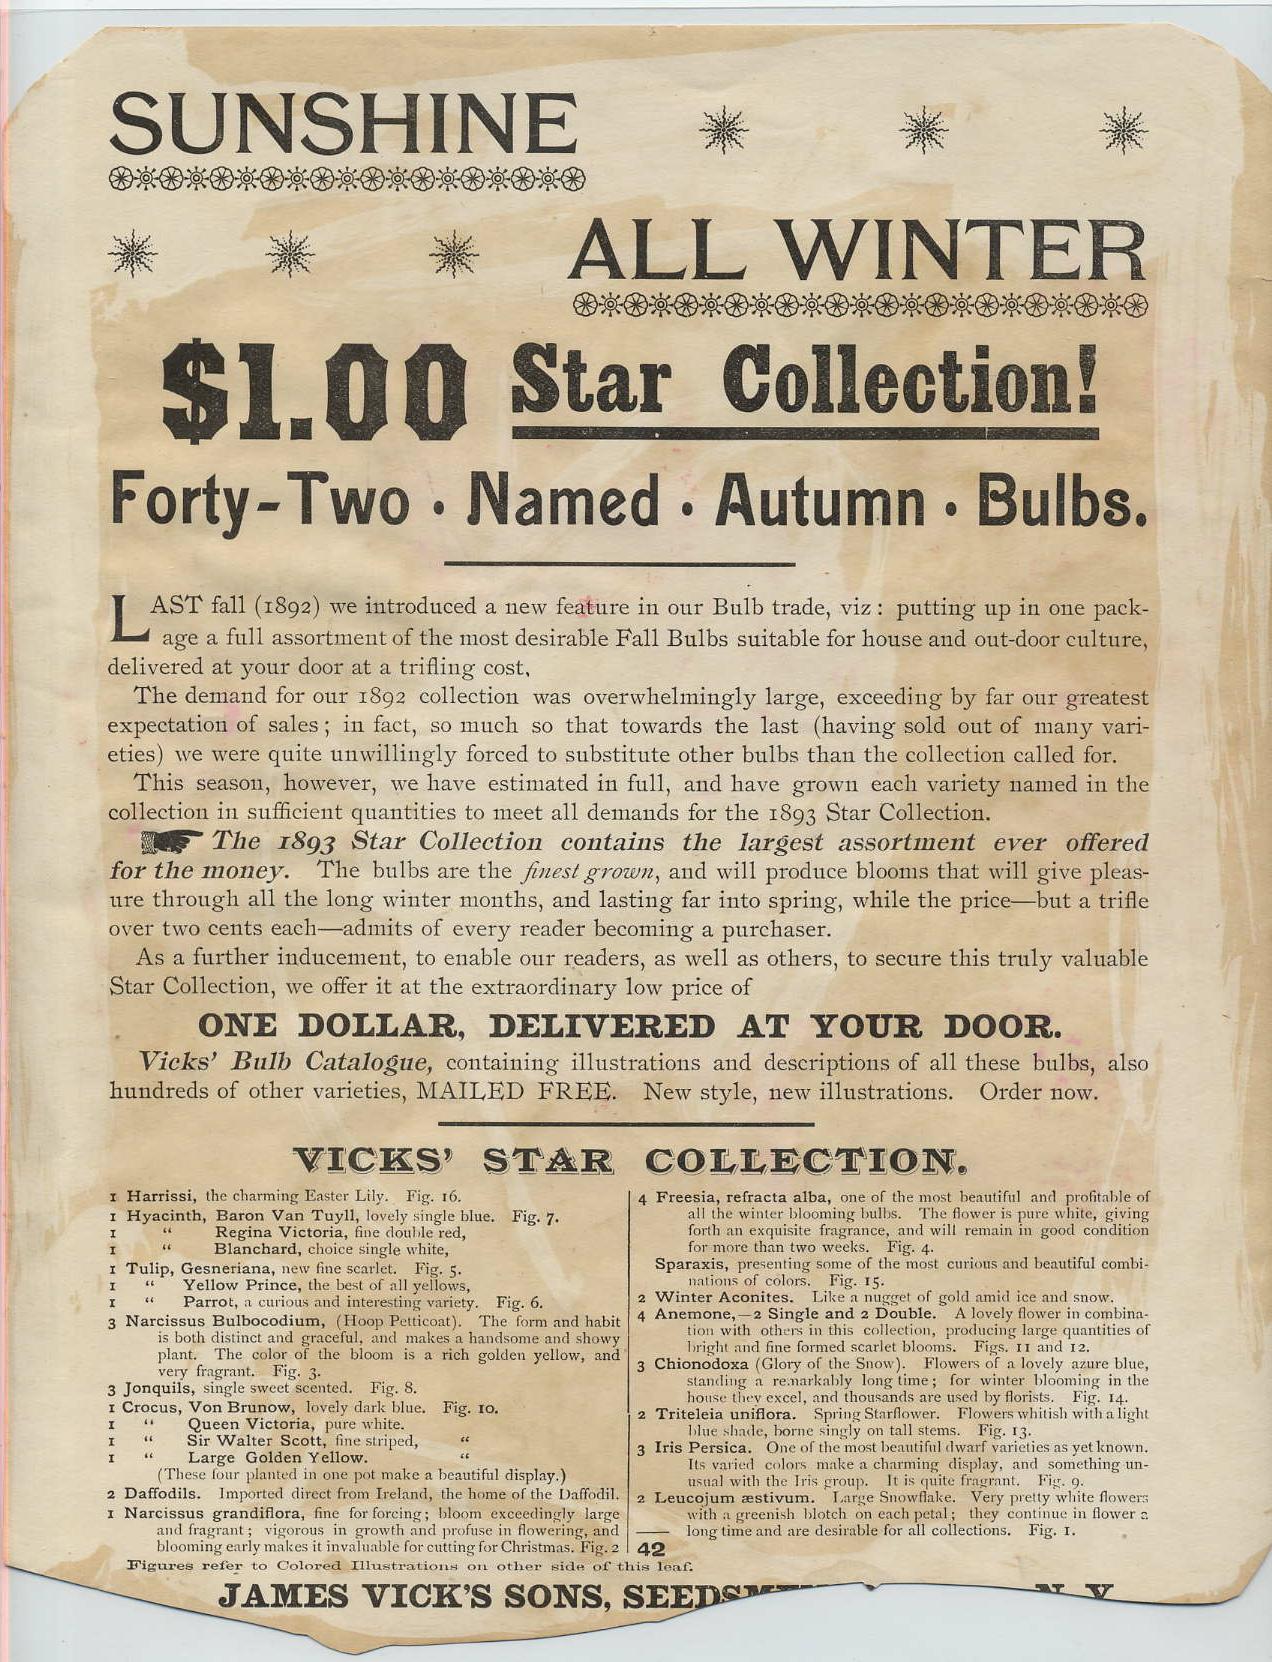 SUNSHINE
ALL WINTER
$1.00 Star Collection!
Forty-Two · Named · Autumn · Bulbs.
LAST fall (1892) we introduced a new feature in our Bulb trade, viz: putting up in one pack-
age a full assortment of the most desirable Fall Bulbs suitable for house and out-door culture,
delivered at your door at a trifling cost,
The demand for our 1892 collection was overwhelmingly large, exceeding by far our greatest
expectation of sales; in fact, so much so that towards the last (having sold out of many vari-
eties) we were quite unwillingly forced to substitute other bulbs than the collection called for.
This season, however, we have estimated in full, and have grown each variety named in the
collection in sufficient quantities to meet all demands for the 1893 Star Collection.
The 1893 Star Collection contains the largest assortment ever offered
for the money. The bulbs are the finest grown, and will produce blooms that will give pleas-
ure through all the long winter months, and lasting far into spring, while the price—but a trifle
over two cents each—admits of every reader becoming a purchaser.
As a further inducement, to enable our readers, as well as others, to secure this truly valuable
Star Collection, we offer it at the extraordinary low price of
ONE DOLLAR, DELIVERED AT YOUR DOOR.
Vicks' Bulb Catalogue, containing illustrations and descriptions of all these bulbs, also
hundreds of other varieties, MAILED FREE. New style, new illustrations. Order now.
VICKS' STAR COLLECTION.
1 Harrissi, the charming Easter Lily. Fig. 16.
1 Hyacinth, Baron Van Tuyll, lovely single blue. Fig. 7.
1 " Regina Victoria, fine double red,
1 " Blanchard, choice single white,
1 Tulip, Gesneriana, new fine scarlet. Fig. 5.
1 " Yellow Prince, the best of all yellows,
1 " Parrot, a curious and interesting variety. Fig. 6.
3 Narcissus Bulbocodium, (Hoop Petticoat). The form and habit
is both distinct and graceful, and makes a handsome and showy
plant. The color of the bloom is a rich golden yellow, and
very fragrant. Fig. 3.
3 Jonquils, single sweet scented. Fig. 8.
1 Crocus, Von Brunow, lovely dark blue. Fig. 10.
1 " Queen Victoria, pure white.
1 " Sir Walter Scott, fine striped, "
1 " Large Golden Yellow. "
(These four planted in one pot make a beautiful display.)
2 Daffodils. Imported direct from Ireland, the home of the Daffodil.
1 Narcissus grandiflora, fine for forcing; bloom exceedingly large
and fragrant; vigorous in growth and profuse in flowering, and
blooming early makes it invaluable for cutting for Christmas. Fig. 2
4 Freesia, refracta alba, one of the most beautiful and profitable of
all the winter blooming bulbs. The flower is pure white, giving
forth an exquisite fragrance, and will remain in good condition
for more than two weeks. Fig. 4.
Sparaxis, presenting some of the most curious and beautiful combi-
nations of colors. Fig. 15.
2 Winter Aconites. Like a nugget of gold amid ice and snow.
4 Anemone,—2 Single and 2 Double. A lovely flower in combina-
tion with others in this collection, producing large quantities of
bright and fine formed scarlet blooms. Figs. 11 and 12.
3 Chionodoxa (Glory of the Snow). Flowers of a lovely azure blue,
standing a remarkably long time; for winter blooming in the
house they excel, and thousands are used by florists. Fig. 14.
2 Triteleia uniflora. Spring Starflower. Flowers whitish with a light
blue shade, borne singly on tall stems. Fig. 13.
3 Iris Persica. One of the most beautiful dwarf varieties as yet known.
Its varied colors make a charming display, and something un-
usual with the Iris group. It is quite fragrant. Fig. 9.
2 Leucojum æstivum. Large Snowflake. Very pretty white flowers
with a greenish blotch on each petal; they continue in flower a
long time and are desirable for all collections. Fig. 1.
42
Figures refer to Colored Illustrations on other side of this leaf.
JAMES VICK'S SONS, N. Y.